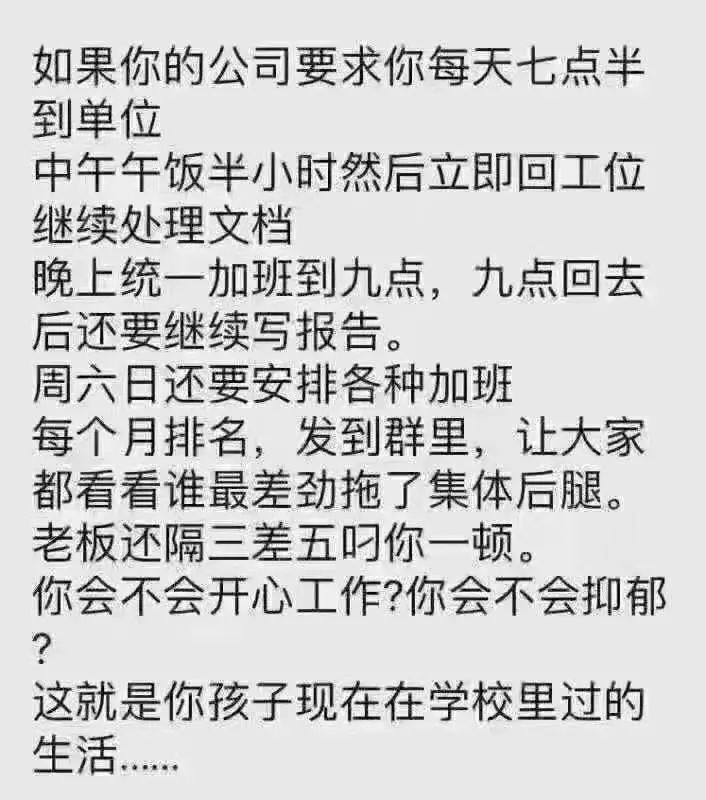 如果你的公司要求你每天七点半
到单位
中午午饭半小时然后立即回工位
继续处理文档
晚上统一加班到九点，九点回去
后还要继续写报告。
周六日还要安排各种加班
每个月排名，发到群里，让大家
都看看谁最差劲拖了集体后腿。
老板还隔三差五叼你一顿。
你会不会开心工作?你会不会抑郁
?
这就是你孩子现在在学校里过的
生活......